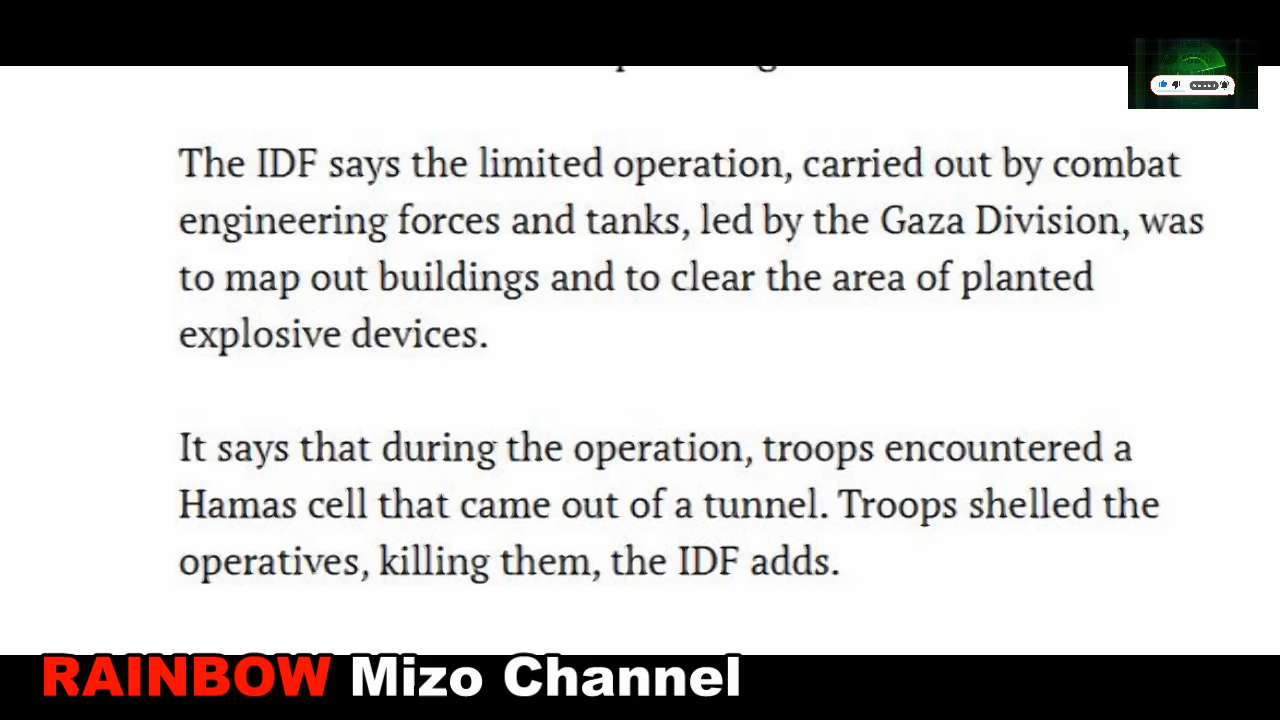 The IDF says the limited operation, carried out by combat
engineering forces and tanks, led by the Gaza Division, was
to map out buildings and to clear the area of planted
explosive devices.
It says that during the operation, troops encountered a
Hamas cell that came out of a tunnel. Troops shelled the
operatives, killing them, the IDF adds.
RAINBOW Mizo Channel